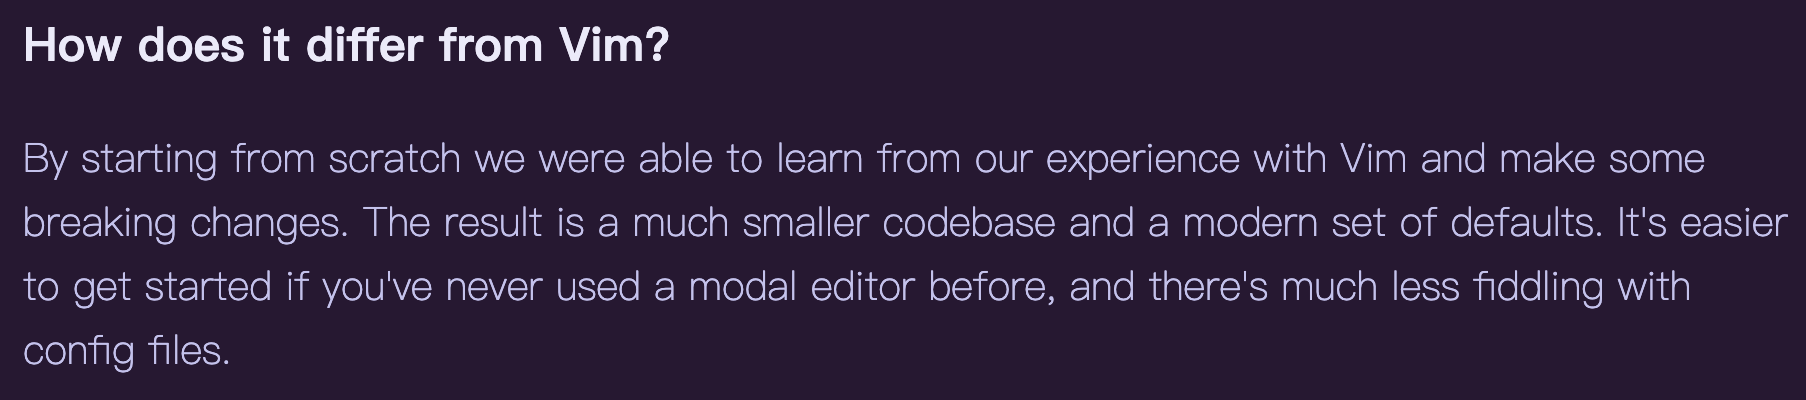 How does it differ from Vim?
By starting from scratch we were able to learn from our experience with Vim and make some
breaking changes. The result is a much smaller codebase and a modern set of defaults. It's easier
to get started if you've never used a modal editor before, and there's much less fiddling with
config files.